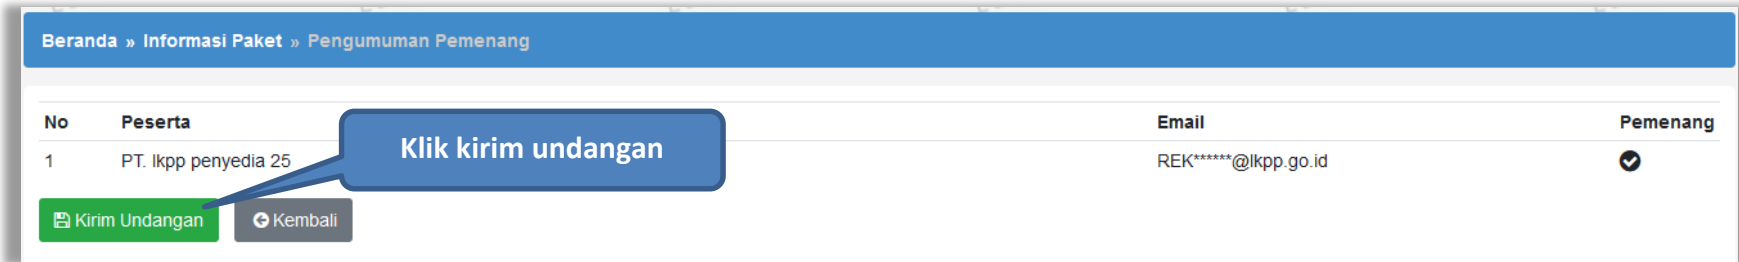 Beranda » Informasi Paket » Pengumuman Pemenang
No Peserta Email Pemenang
1 PT. lkpp penyedia 25 REK******@lkpp.go.id
Klik kirim undangan
Kirim Undangan Kembali